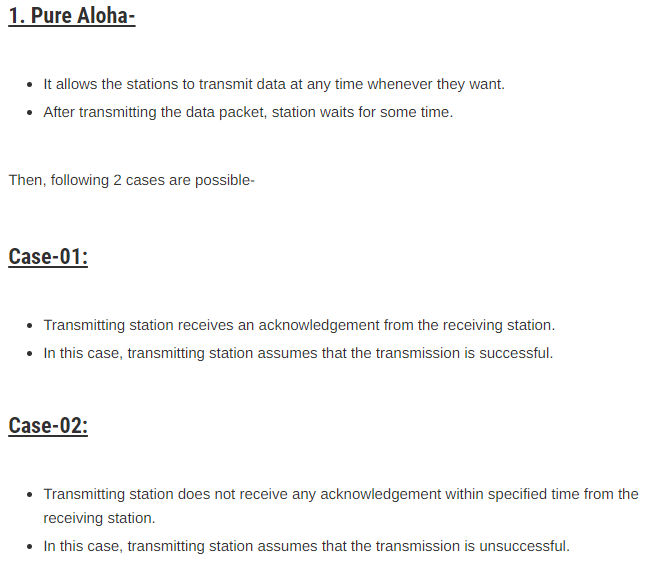 1. Pure Aloha-
• It allows the stations to transmit data at any time whenever they want.
• After transmitting the data packet, station waits for some time.
Then, following 2 cases are possible-
Case-01:
• Transmitting station receives an acknowledgement from the receiving station.
• In this case, transmitting station assumes that the transmission is successful.
Case-02:
• Transmitting station does not receive any acknowledgement within specified time from the
receiving station.
• In this case, transmitting station assumes that the transmission is unsuccessful.